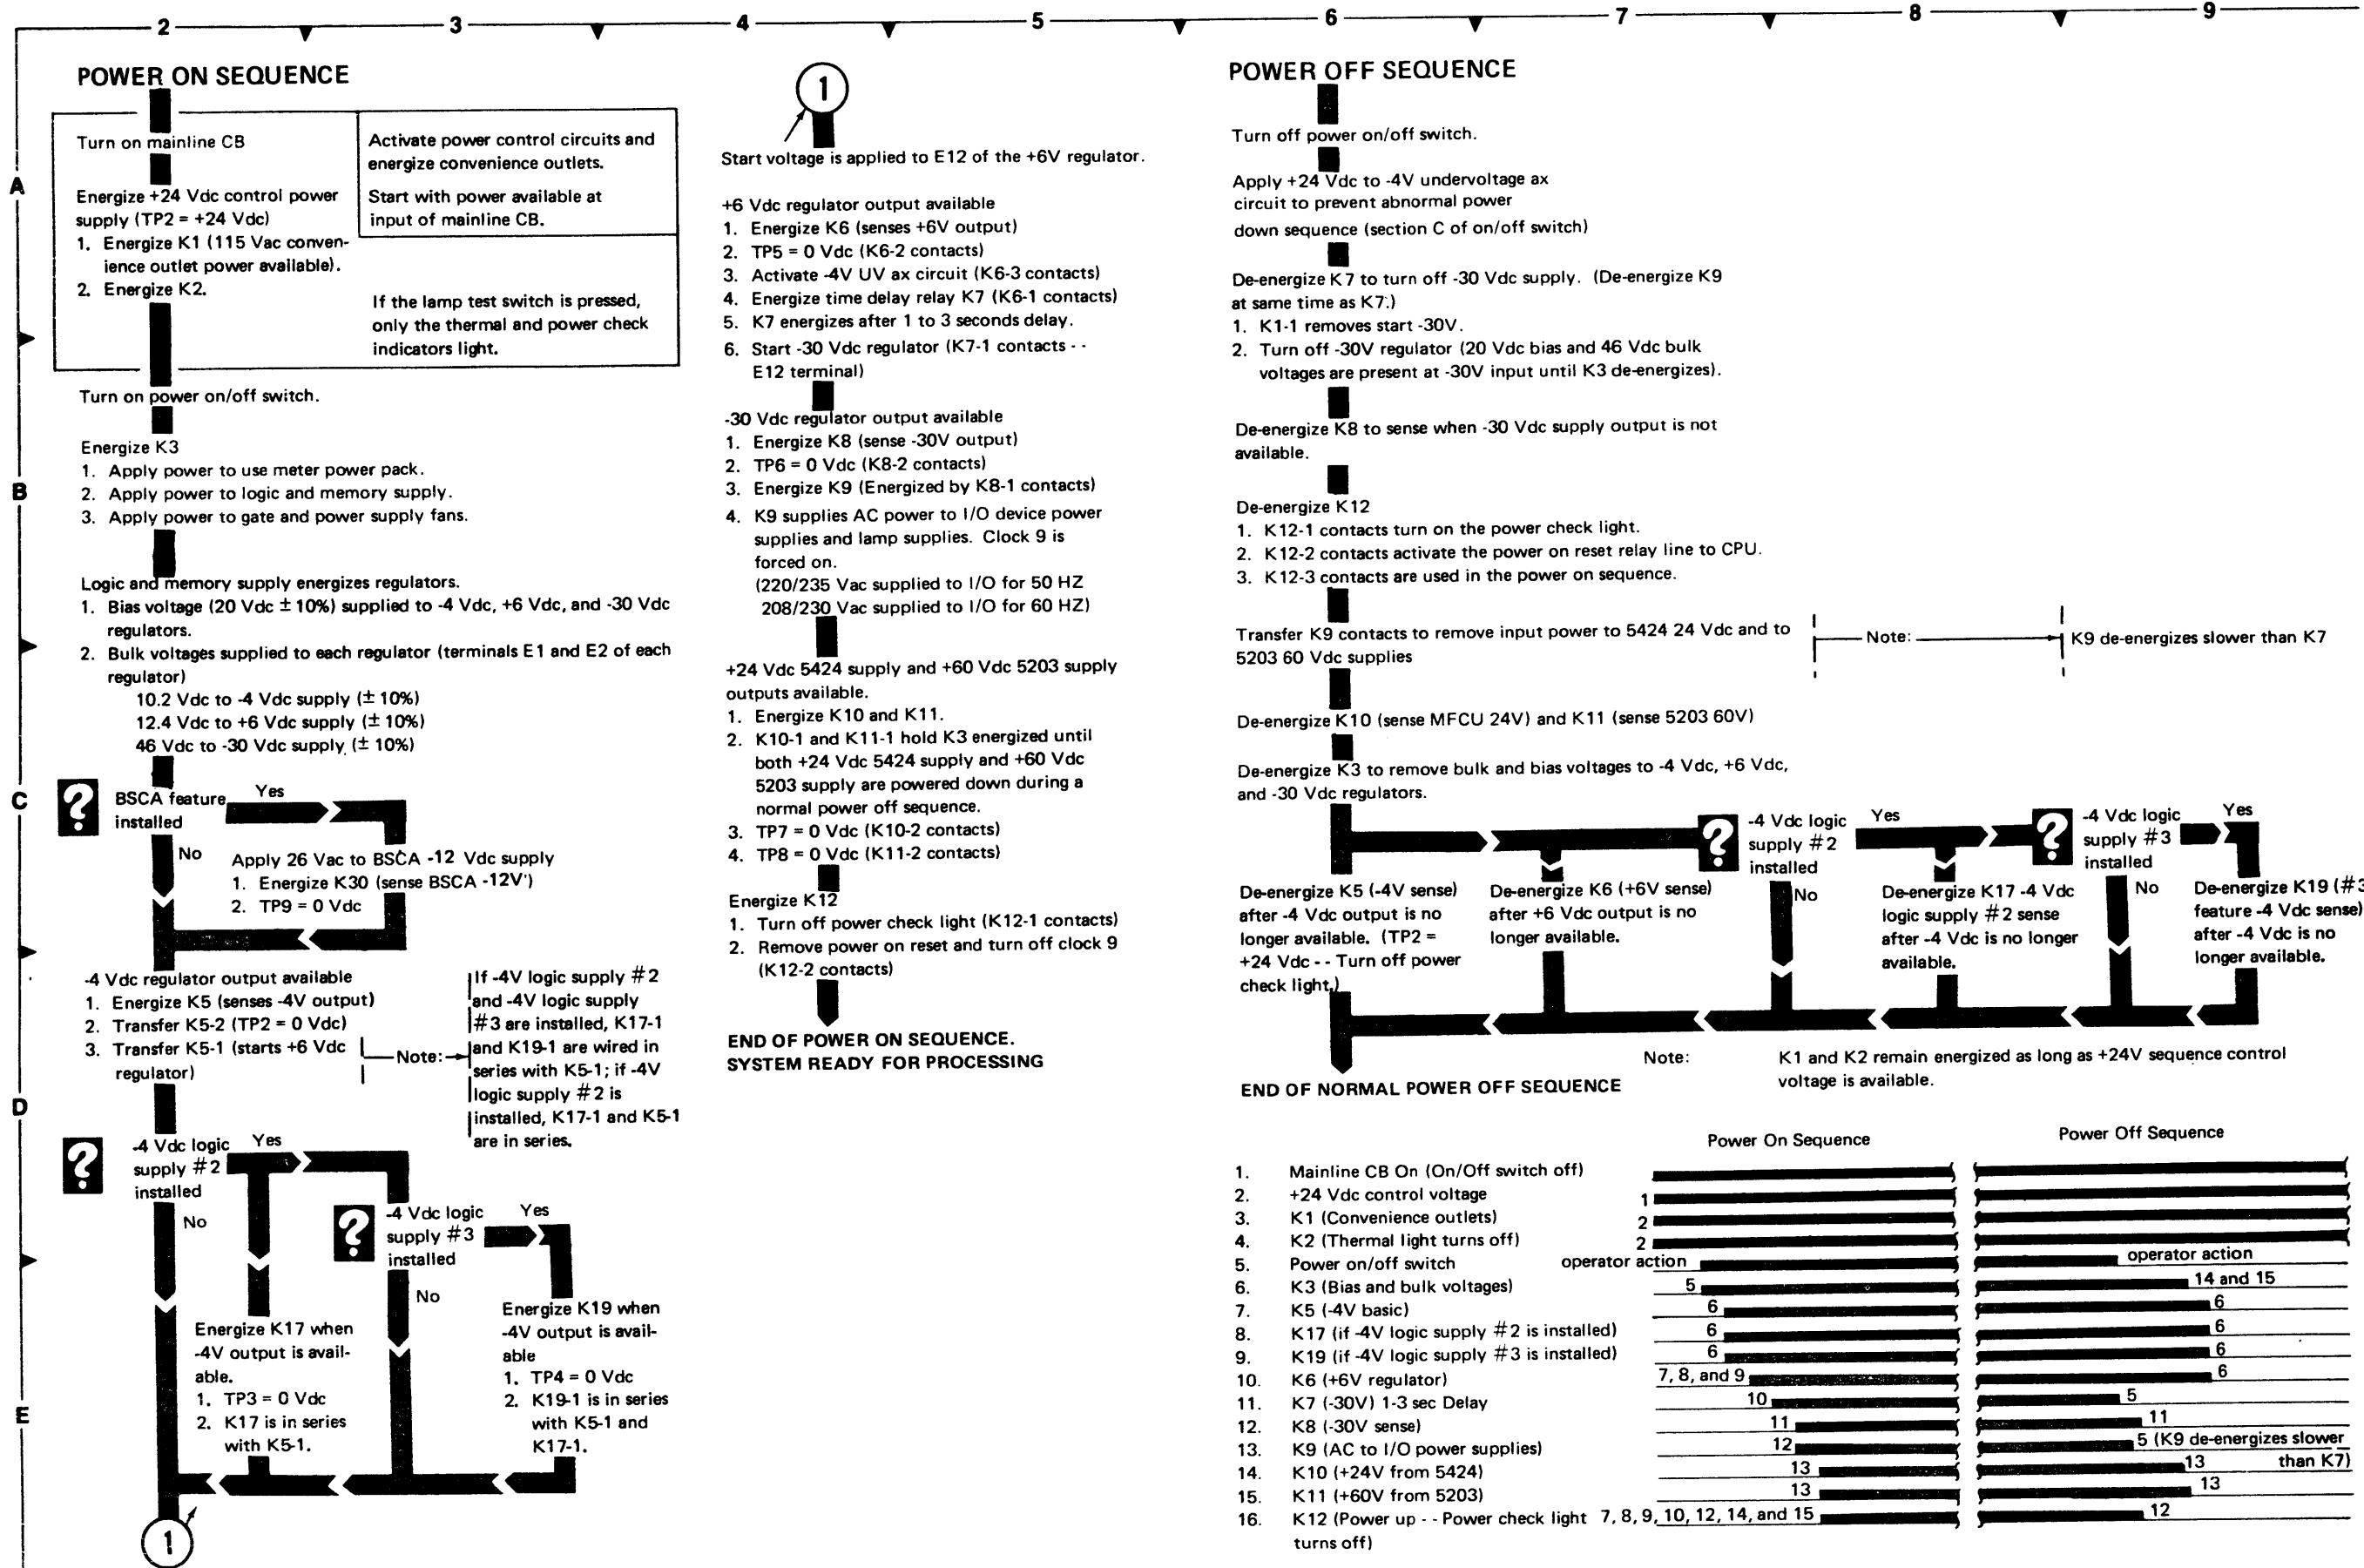 2
3
4
5
6
7
8
9
A
B
C
D
E
POWER ON SEQUENCE
Turn on mainline CB
Energize +24 Vdc control power
supply (TP2 = +24 Vdc)
1. Energize K1 (115 Vac conven-
ience outlet power available).
2. Energize K2.
Activate power control circuits and
energize convenience outlets.
Start with power available at
input of mainline CB.
If the lamp test switch is pressed,
only the thermal and power check
indicators light.
Turn on power on/off switch.
Energize K3
1. Apply power to use meter power pack.
2. Apply power to logic and memory supply.
3. Apply power to gate and power supply fans.
Logic and memory supply energizes regulators.
1. Bias voltage (20 Vdc ± 10%) supplied to -4 Vdc, +6 Vdc, and -30 Vdc
regulators.
2. Bulk voltages supplied to each regulator (terminals E1 and E2 of each
regulator)
10.2 Vdc to -4 Vdc supply (± 10%)
12.4 Vdc to +6 Vdc supply (± 10%)
46 Vdc to -30 Vdc supply (± 10%)
?
BSCA feature
installed
Yes
No
Apply 26 Vac to BSCA -12 Vdc supply
1. Energize K30 (sense BSCA -12V')
2. TP9 = 0 Vdc
-4 Vdc regulator output available
1. Energize K5 (senses -4V output)
2. Transfer K5-2 (TP2 = 0 Vdc)
3. Transfer K5-1 (starts +6 Vdc
regulator)
Note:
If -4V logic supply #2
and -4V logic supply
#3 are installed, K17-1
and K19-1 are wired in
series with K5-1; if -4V
logic supply #2 is
installed, K17-1 and K5-1
are in series.
?
-4 Vdc logic
supply #2
installed
Yes
No
?
-4 Vdc logic
supply #3
installed
Yes
No
Energize K17 when
-4V output is avail-
able.
1. TP3 = 0 Vdc
2. K17 is in series
with K5-1.
Energize K19 when
-4V output is avail-
able
1. TP4 = 0 Vdc
2. K19-1 is in series
with K5-1 and
K17-1.
1
1
Start voltage is applied to E12 of the +6V regulator.
+6 Vdc regulator output available
1. Energize K6 (senses +6V output)
2. TP5 = 0 Vdc (K6-2 contacts)
3. Activate -4V UV ax circuit (K6-3 contacts)
4. Energize time delay relay K7 (K6-1 contacts)
5. K7 energizes after 1 to 3 seconds delay.
6. Start -30 Vdc regulator (K7-1 contacts - -
E12 terminal)
-30 Vdc regulator output available
1. Energize K8 (sense -30V output)
2. TP6 = 0 Vdc (K8-2 contacts)
3. Energize K9 (Energized by K8-1 contacts)
4. K9 supplies AC power to I/O device power
supplies and lamp supplies. Clock 9 is
forced on.
(220/235 Vac supplied to I/O for 50 HZ
208/230 Vac supplied to I/O for 60 HZ)
+24 Vdc 5424 supply and +60 Vdc 5203 supply
outputs available.
1. Energize K10 and K11.
2. K10-1 and K11-1 hold K3 energized until
both +24 Vdc 5424 supply and +60 Vdc
5203 supply are powered down during a
normal power off sequence.
3. TP7 = 0 Vdc (K10-2 contacts)
4. TP8 = 0 Vdc (K11-2 contacts)
Energize K12
1. Turn off power check light (K12-1 contacts)
2. Remove power on reset and turn off clock 9
(K12-2 contacts)
END OF POWER ON SEQUENCE.
SYSTEM READY FOR PROCESSING
POWER OFF SEQUENCE
Turn off power on/off switch.
Apply +24 Vdc to -4V undervoltage ax
circuit to prevent abnormal power
down sequence (section C of on/off switch)
De-energize K7 to turn off -30 Vdc supply. (De-energize K9
at same time as K7.)
1. K1-1 removes start -30V.
2. Turn off -30V regulator (20 Vdc bias and 46 Vdc bulk
voltages are present at -30V input until K3 de-energizes).
De-energize K8 to sense when -30 Vdc supply output is not
available.
De-energize K12
1. K12-1 contacts turn on the power check light.
2. K12-2 contacts activate the power on reset relay line to CPU.
3. K12-3 contacts are used in the power on sequence.
Transfer K9 contacts to remove input power to 5424 24 Vdc and to
5203 60 Vdc supplies
Note:
K9 de-energizes slower than K7
De-energize K10 (sense MFCU 24V) and K11 (sense 5203 60V)
De-energize K3 to remove bulk and bias voltages to -4 Vdc, +6 Vdc,
and -30 Vdc regulators.
?
-4 Vdc logic
supply #2
installed
Yes
No
?
-4 Vdc logic
supply #3
installed
Yes
No
De-energize K5 (-4V sense)
after -4 Vdc output is no
longer available. (TP2 =
+24 Vdc - - Turn off power
check light.)
De-energize K6 (+6V sense)
after +6 Vdc output is no
longer available.
De-energize K17 -4 Vdc
logic supply #2 sense
after -4 Vdc is no longer
available.
De-energize K19 (#3
feature -4 Vdc sense)
after -4 Vdc is no
longer available.
Note: K1 and K2 remain energized as long as +24V sequence control
voltage is available.
END OF NORMAL POWER OFF SEQUENCE
Power On Sequence Power Off Sequence
1. Mainline CB On (On/Off switch off)
2. +24 Vdc control voltage 1
3. K1 (Convenience outlets) 2
4. K2 (Thermal light turns off) 2
5. Power on/off switch operator action operator action
6. K3 (Bias and bulk voltages) 5 14 and 15
7. K5 (-4V basic) 6 6
8. K17 (if -4V logic supply #2 is installed) 6 6
9. K19 (if -4V logic supply #3 is installed) 6 6
10. K6 (+6V regulator) 7, 8, and 9 6
11. K7 (-30V) 1-3 sec Delay 10 5
12. K8 (-30V sense) 11 11
13. K9 (AC to I/O power supplies) 12 5 (K9 de-energizes slower
14. K10 (+24V from 5424) 13 13 than K7)
15. K11 (+60V from 5203) 13 13
16. K12 (Power up - - Power check light 7, 8, 9, 10, 12, 14, and 15 12
turns off)